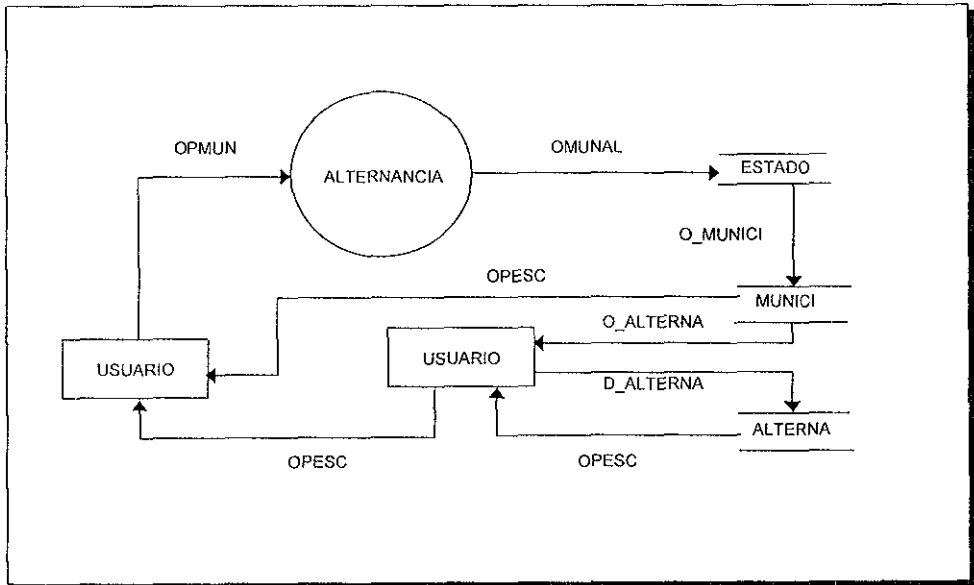 OPMUN
OMUNAL
ALTERNANCIA
ESTADO
O_MUNICI
OPESC
MUNICI
O_ALTERNA
USUARIO
USUARIO
D_ALTERNA
ALTERNA
OPESC
OPESC